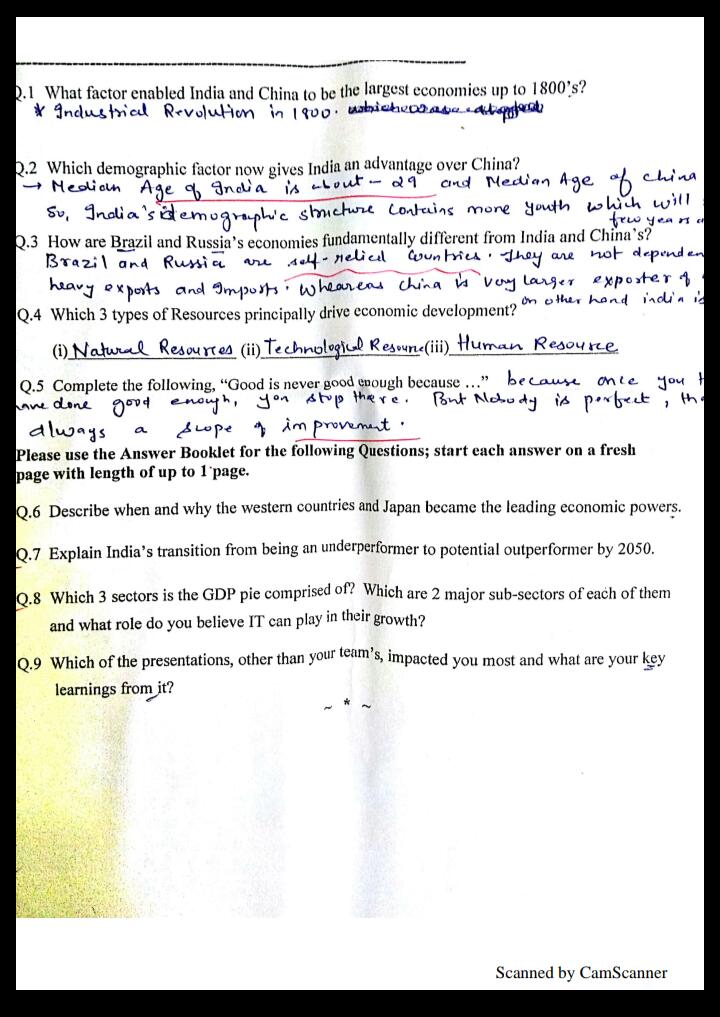 Q.1 What factor enabled India and China to be the largest economies up to 1800's?
* Industrial Revolution in 1800.
Q.2 Which demographic factor now gives India an advantage over China?
→ Median Age of India is about - 29 and Median Age of China
So, India's demographic structure contains more youth which will
few years
Q.3 How are Brazil and Russia's economies fundamentally different from India and China's?
Brazil and Russia are self-relied Countries. They are not dependen
heavy exports and Imports. Wheareas China is very larger exporter of
Q.4 Which 3 types of Resources principally drive economic development?
on other hand india is
(i) Natural Resources (ii) Technological Resource (iii) Human Resource
Q.5 Complete the following, "Good is never good enough because ..." because once you
have done good enough, you stop there. But Nobody is perfect,
always a scope of improvement.
Please use the Answer Booklet for the following Questions; start each answer on a fresh
page with length of up to 1 page.
Q.6 Describe when and why the western countries and Japan became the leading economic powers.
Q.7 Explain India's transition from being an underperformer to potential outperformer by 2050.
Q.8 Which 3 sectors is the GDP pie comprised of? Which are 2 major sub-sectors of each of them
and what role do you believe IT can play in their growth?
Q.9 Which of the presentations, other than your team's, impacted you most and what are your key
learnings from it?
~ * ~
Scanned by CamScanner